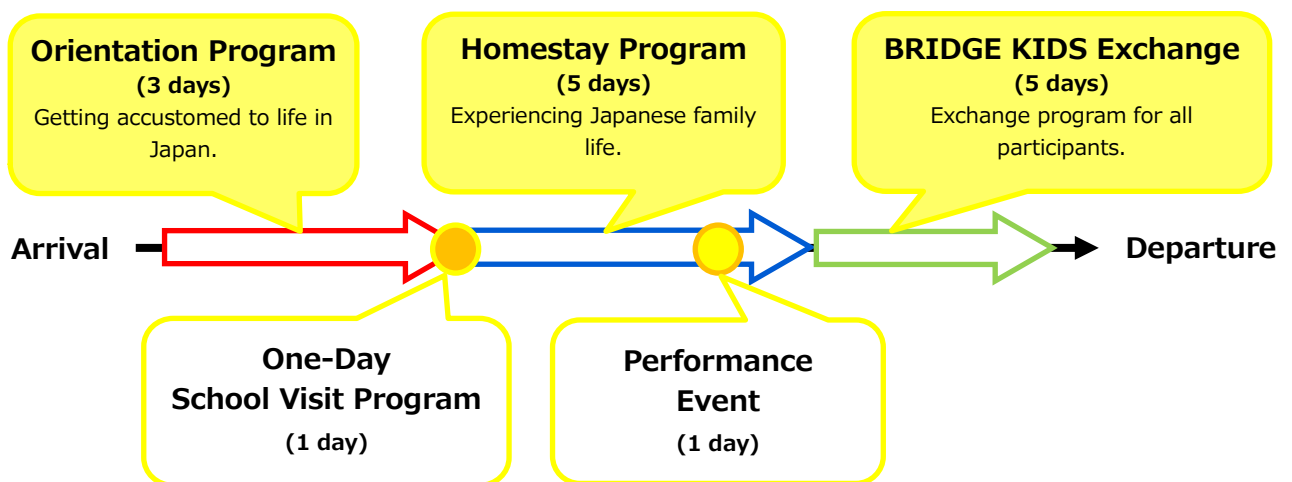 Orientation Program
(3 days)
Getting accustomed to life in
Japan.
Homestay Program
(5 days)
Experiencing Japanese family
life.
BRIDGE KIDS Exchange
(5 days)
Exchange program for all
participants.
Arrival
Departure
One-Day
School Visit Program
(1 day)
Performance
Event
(1 day)